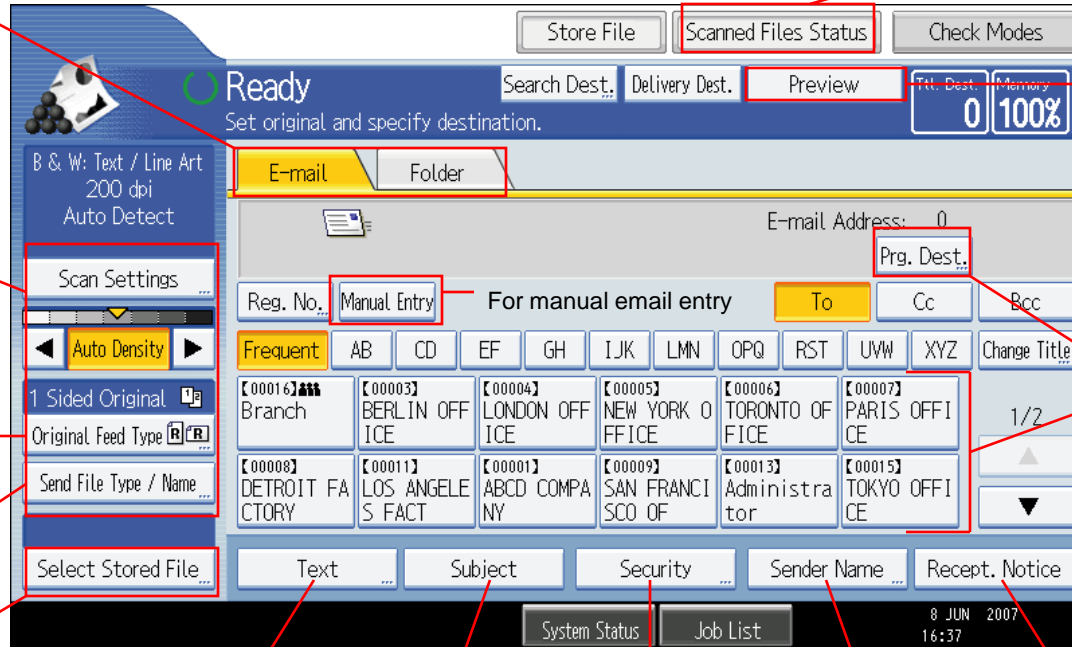 Store File
Scanned Files Status
Check Modes
Ready
Search Dest.
Delivery Dest.
Preview
Ttl. Dest.
0
Memory
100%
Set original and specify destination.
B & W: Text / Line Art
200 dpi
Auto Detect
E-mail
Folder
E-mail Address: 0
Prg. Dest.
Scan Settings
Reg. No.
Manual Entry
For manual email entry
To
Cc
Bcc
Auto Density
Frequent
AB
CD
EF
GH
IJK
LMN
OPQ
RST
UVW
XYZ
Change Title
1 Sided Original
Original Feed Type
Send File Type / Name
【00016】
Branch
【00003】
BERLIN OFF
ICE
【00004】
LONDON OFF
ICE
【00005】
NEW YORK O
FFICE
【00006】
TORONTO OF
FICE
【00007】
PARIS OFFI
CE
1/2
【00008】
DETROIT FA
CTORY
【00011】
LOS ANGELE
S FACT
【00001】
ABCD COMPA
NY
【00009】
SAN FRANCI
SCO OF
【00013】
Administra
tor
【00015】
TOKYO OFFI
CE
Select Stored File
Text
Subject
Security
Sender Name
Recept. Notice
System Status
Job List
8 JUN 2007
16:37